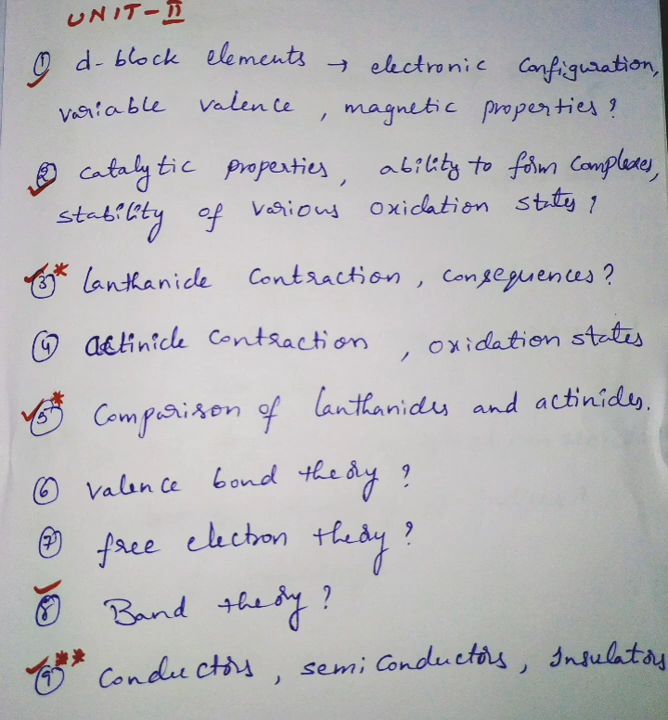 UNIT-II
① d-block elements → electronic configuration,
variable valence, magnetic properties?
② catalytic properties, ability to form complexes,
stability of various oxidation states?
③* Lanthanide contraction, consequences?
④ actinide contraction, oxidation states
⑤* Comparison of lanthanides and actinides.
⑥ valence bond theory?
⑦ free electron theory?
⑧ Band theory?
⑨** Conductors, semiconductors, Insulators